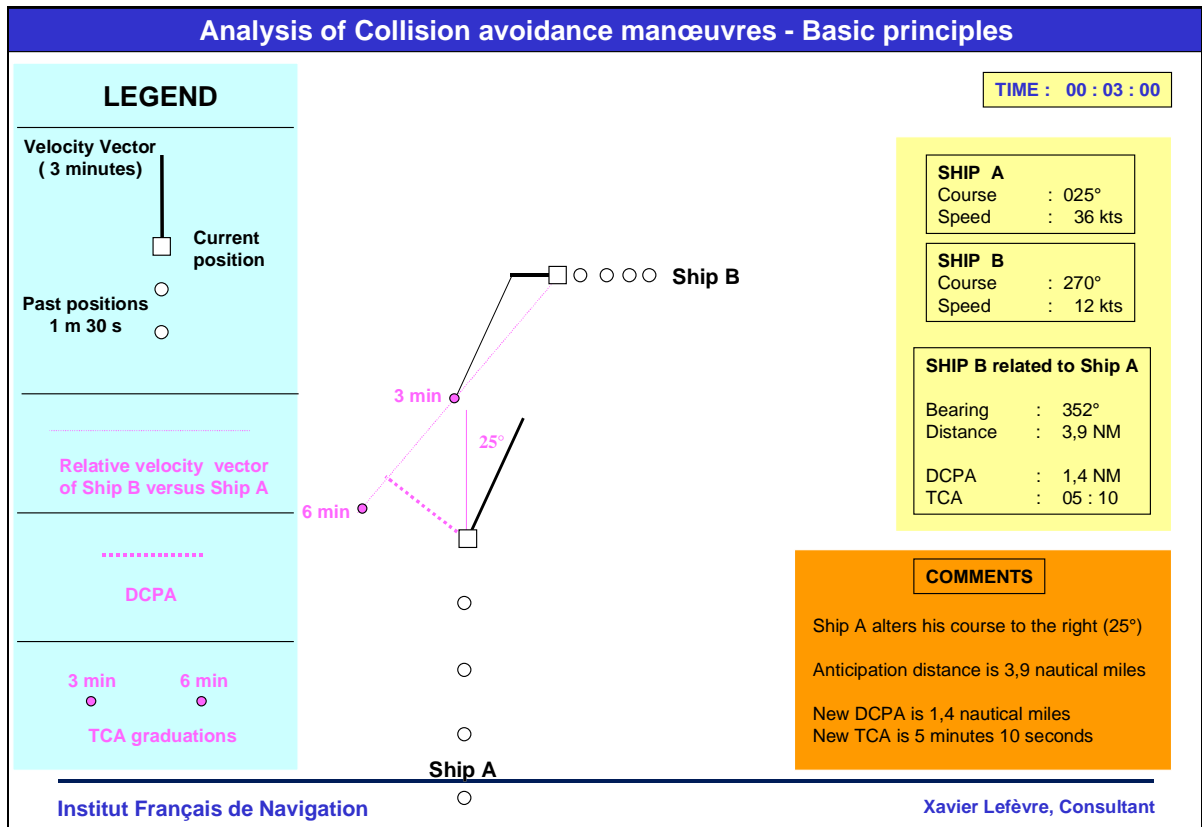 Analysis of Collision avoidance manœuvres - Basic principles
LEGEND
Velocity Vector
( 3 minutes)
Current
position
Past positions
1 m 30 s
Relative velocity vector
of Ship B versus Ship A
DCPA
3 min 6 min
TCA graduations
Ship B
3 min
25°
6 min
Ship A
TIME : 00 : 03 : 00
SHIP A
Course : 025°
Speed : 36 kts
SHIP B
Course : 270°
Speed : 12 kts
SHIP B related to Ship A
Bearing : 352°
Distance : 3,9 NM
DCPA : 1,4 NM
TCA : 05 : 10
COMMENTS
Ship A alters his course to the right (25°)
Anticipation distance is 3,9 nautical miles
New DCPA is 1,4 nautical miles
New TCA is 5 minutes 10 seconds
Institut Français de Navigation
Xavier Lefèvre, Consultant